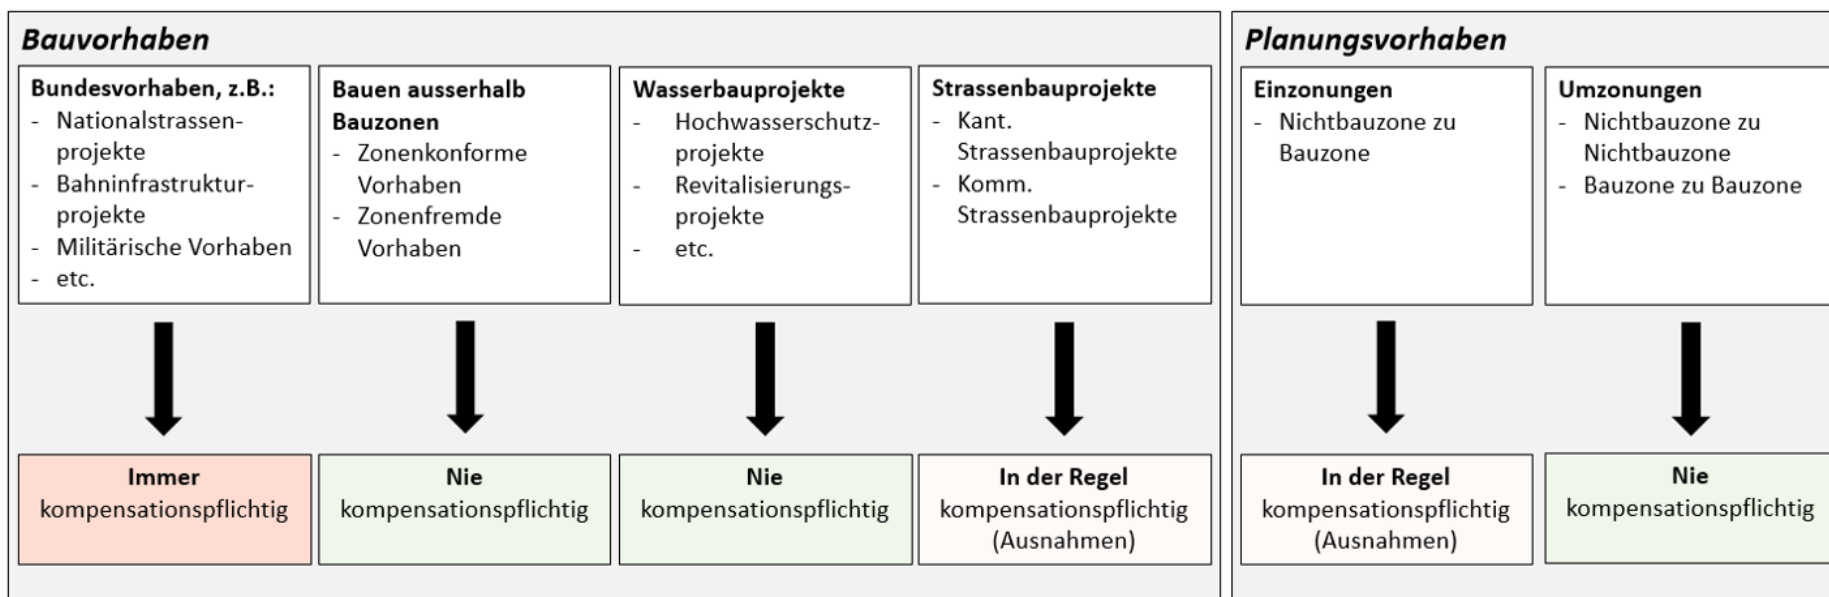 Bauvorhaben
Bundesvorhaben, z.B.:
- Nationalstrassen-
projekte
- Bahninfrastruktur-
projekte
- Militärische Vorhaben
- etc.
Immer
kompensationspflichtig
Bauen ausserhalb
Bauzonen
- Zonenkonforme
Vorhaben
- Zonenfremde
Vorhaben
Nie
kompensationspflichtig
Wasserbauprojekte
- Hochwasserschutz-
projekte
- Revitalisierungs-
projekte
- etc.
Nie
kompensationspflichtig
Strassenbauprojekte
- Kant.
Strassenbauprojekte
- Komm.
Strassenbauprojekte
In der Regel
kompensationspflichtig
(Ausnahmen)
Planungsvorhaben
Einzonungen
- Nichtbauzone zu
Bauzone
In der Regel
kompensationspflichtig
(Ausnahmen)
Umzonungen
- Nichtbauzone zu
Nichtbauzone
- Bauzone zu Bauzone
Nie
kompensationspflichtig